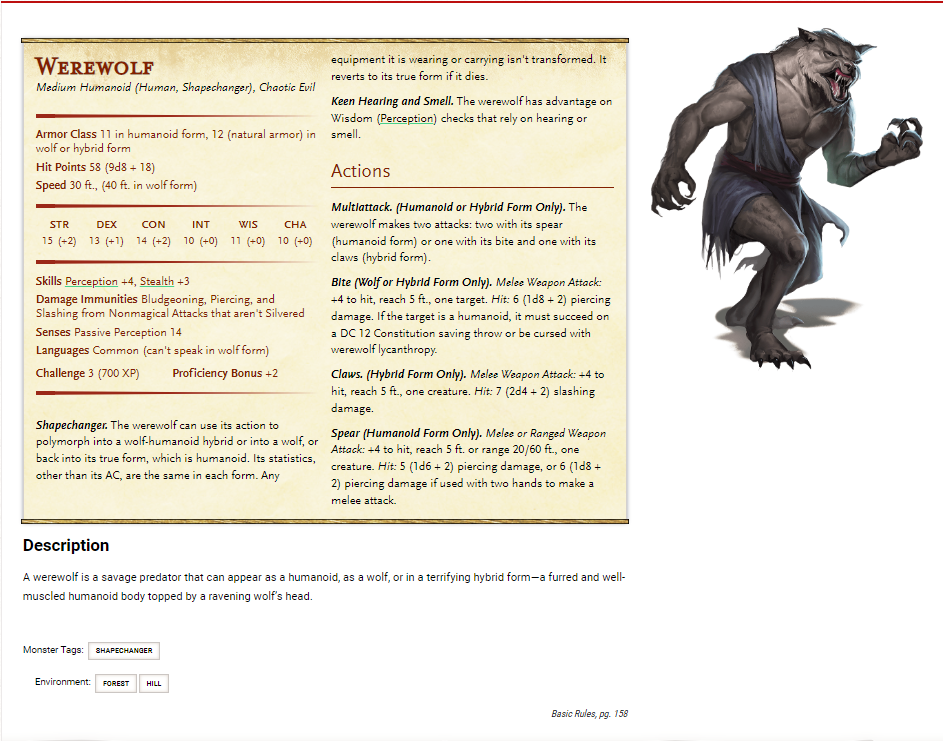 Werewolf
Medium Humanoid (Human, Shapechanger), Chaotic Evil
Armor Class 11 in humanoid form, 12 (natural armor) in
wolf or hybrid form
Hit Points 58 (9d8 + 18)
Speed 30 ft., (40 ft. in wolf form)
STR DEX CON INT WIS CHA
15 (+2) 13 (+1) 14 (+2) 10 (+0) 11 (+0) 10 (+0)
Skills Perception +4, Stealth +3
Damage Immunities Bludgeoning, Piercing, and
Slashing from Nonmagical Attacks that aren't Silvered
Senses Passive Perception 14
Languages Common (can't speak in wolf form)
Challenge 3 (700 XP) Proficiency Bonus +2
Shapechanger. The werewolf can use its action to
polymorph into a wolf-humanoid hybrid or into a wolf, or
back into its true form, which is humanoid. Its statistics,
other than its AC, are the same in each form. Any
equipment it is wearing or carrying isn't transformed. It
reverts to its true form if it dies.
Keen Hearing and Smell. The werewolf has advantage on
Wisdom (Perception) checks that rely on hearing or
smell.
Actions
Multiattack. (Humanoid or Hybrid Form Only). The
werewolf makes two attacks: two with its spear
(humanoid form) or one with its bite and one with its
claws (hybrid form).
Bite (Wolf or Hybrid Form Only). Melee Weapon Attack:
+4 to hit, reach 5 ft., one target. Hit: 6 (1d8 + 2) piercing
damage. If the target is a humanoid, it must succeed on
a DC 12 Constitution saving throw or be cursed with
werewolf lycanthropy.
Claws. (Hybrid Form Only). Melee Weapon Attack: +4 to
hit, reach 5 ft., one creature. Hit: 7 (2d4 + 2) slashing
damage.
Spear (Humanoid Form Only). Melee or Ranged Weapon
Attack: +4 to hit, reach 5 ft. or range 20/60 ft., one
creature. Hit: 5 (1d6 + 2) piercing damage, or 6 (1d8 +
2) piercing damage if used with two hands to make a
melee attack.
Description
A werewolf is a savage predator that can appear as a humanoid, as a wolf, or in a terrifying hybrid form—a furred and well-
muscled humanoid body topped by a ravening wolf's head.
Monster Tags: SHAPECHANGER
Environment: FOREST HILL
Basic Rules, pg. 158